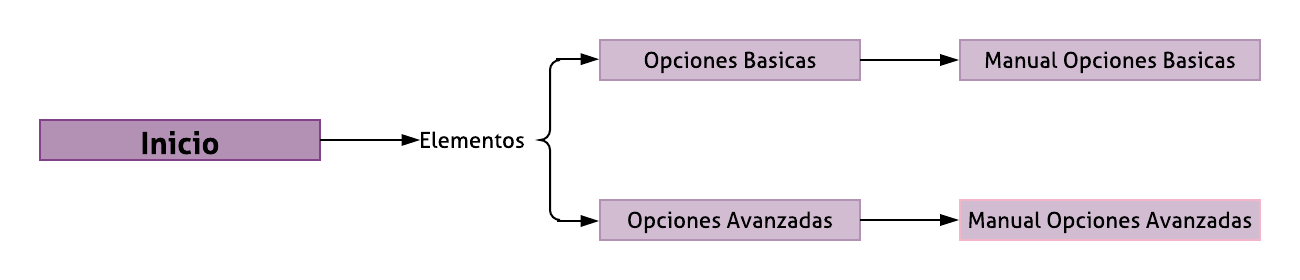 Inicio
Elementos
Opciones Basicas
Manual Opciones Basicas
Opciones Avanzadas
Manual Opciones Avanzadas